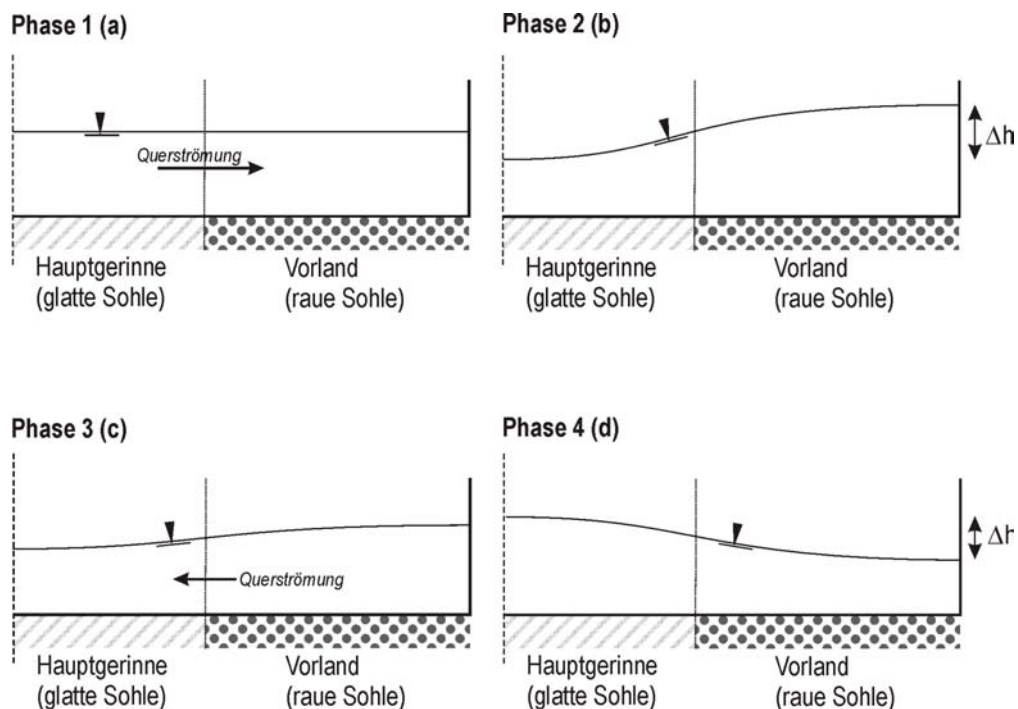 Phase 1 (a)
Querströmung
Hauptgerinne
(glatte Sohle)
Vorland
(raue Sohle)
Phase 2 (b)
Δh
Hauptgerinne
(glatte Sohle)
Vorland
(raue Sohle)
Phase 3 (c)
Querströmung
Hauptgerinne
(glatte Sohle)
Vorland
(raue Sohle)
Phase 4 (d)
Δh
Hauptgerinne
(glatte Sohle)
Vorland
(raue Sohle)